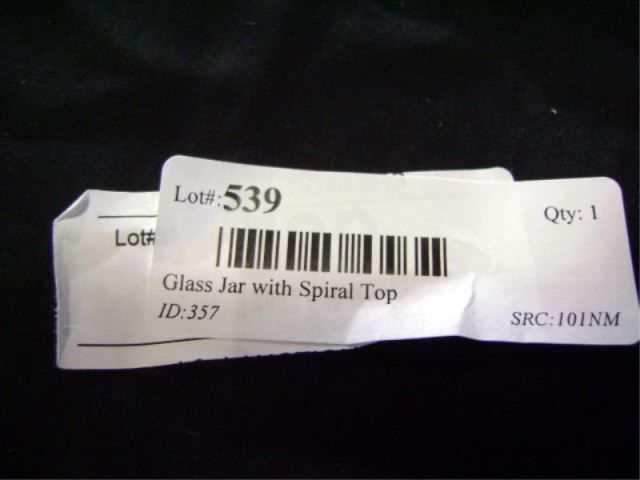 Lot#:539
Qty: 1
Glass Jar with Spiral Top
ID:357
SRC:101NM
Lot#